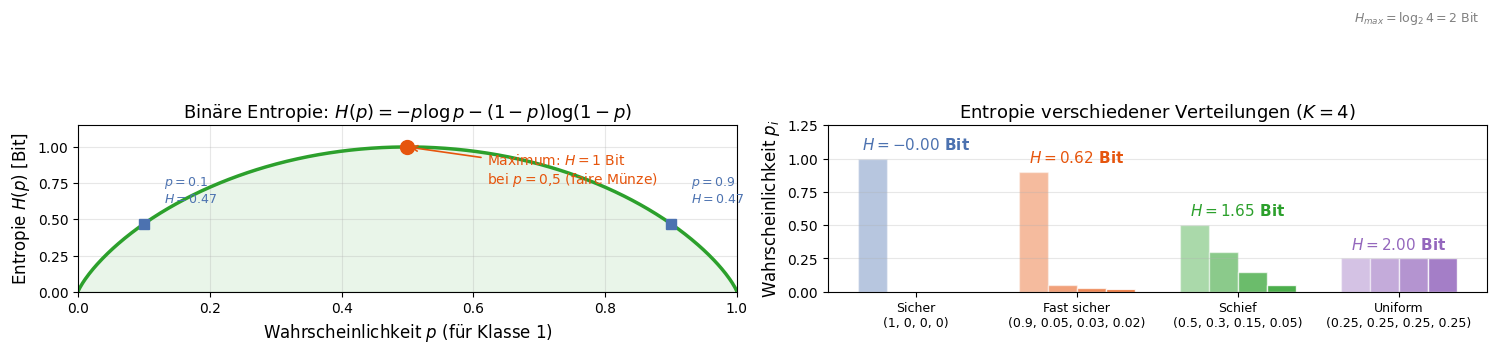 H_max = log₂ 4 = 2 Bit
Binäre Entropie: H(p) = −p log p − (1 − p)log(1 − p)
Entropie H(p) [Bit]
1.00
0.75
0.50
0.25
0.00
Maximum: H = 1 Bit
bei p = 0,5 (faire Münze)
p = 0.1
H = 0.47
p = 0.9
H = 0.47
0.0
0.2
0.4
0.6
0.8
1.0
Wahrscheinlichkeit p (für Klasse 1)
Entropie verschiedener Verteilungen (K = 4)
Wahrscheinlichkeit pᵢ
1.25
1.00
0.75
0.50
0.25
0.00
H = −0.00 Bit
H = 0.62 Bit
H = 1.65 Bit
H = 2.00 Bit
Sicher
(1, 0, 0, 0)
Fast sicher
(0.9, 0.05, 0.03, 0.02)
Schief
(0.5, 0.3, 0.15, 0.05)
Uniform
(0.25, 0.25, 0.25, 0.25)